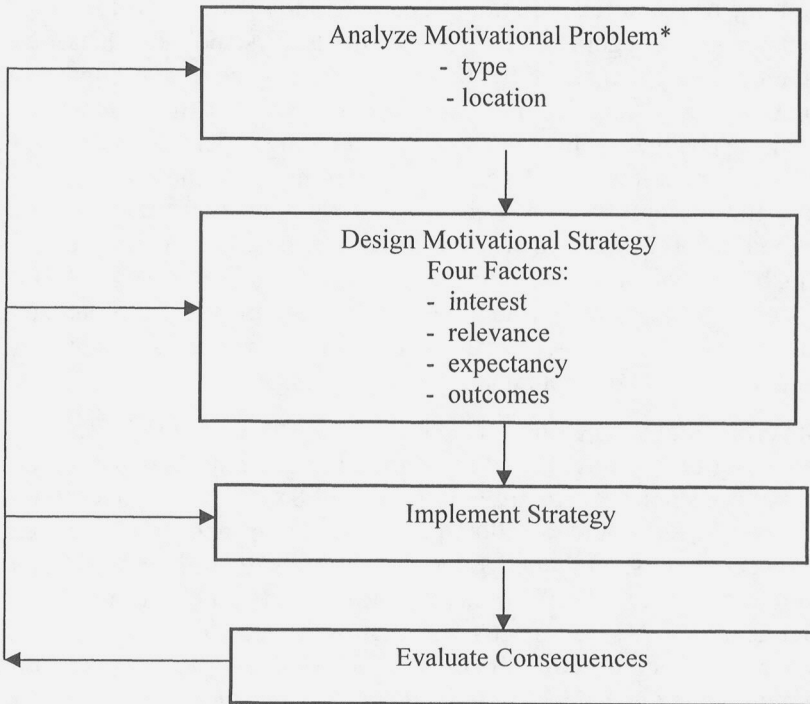 Analyze Motivational Problem*
- type
- location
Design Motivational Strategy
Four Factors:
- interest
- relevance
- expectancy
- outcomes
Implement Strategy
Evaluate Consequences